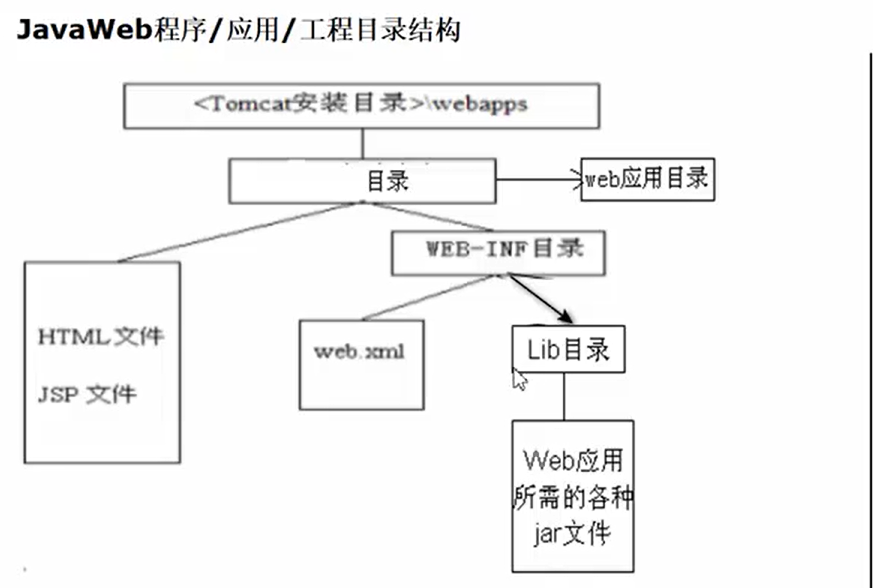 JavaWeb程序/应用/工程目录结构
<Tomcat安装目录>\webapps
目录
web应用目录
WEB-INF目录
HTML文件
JSP 文件
web.xml
Lib目录
Web应用
所需的各种
jar文件